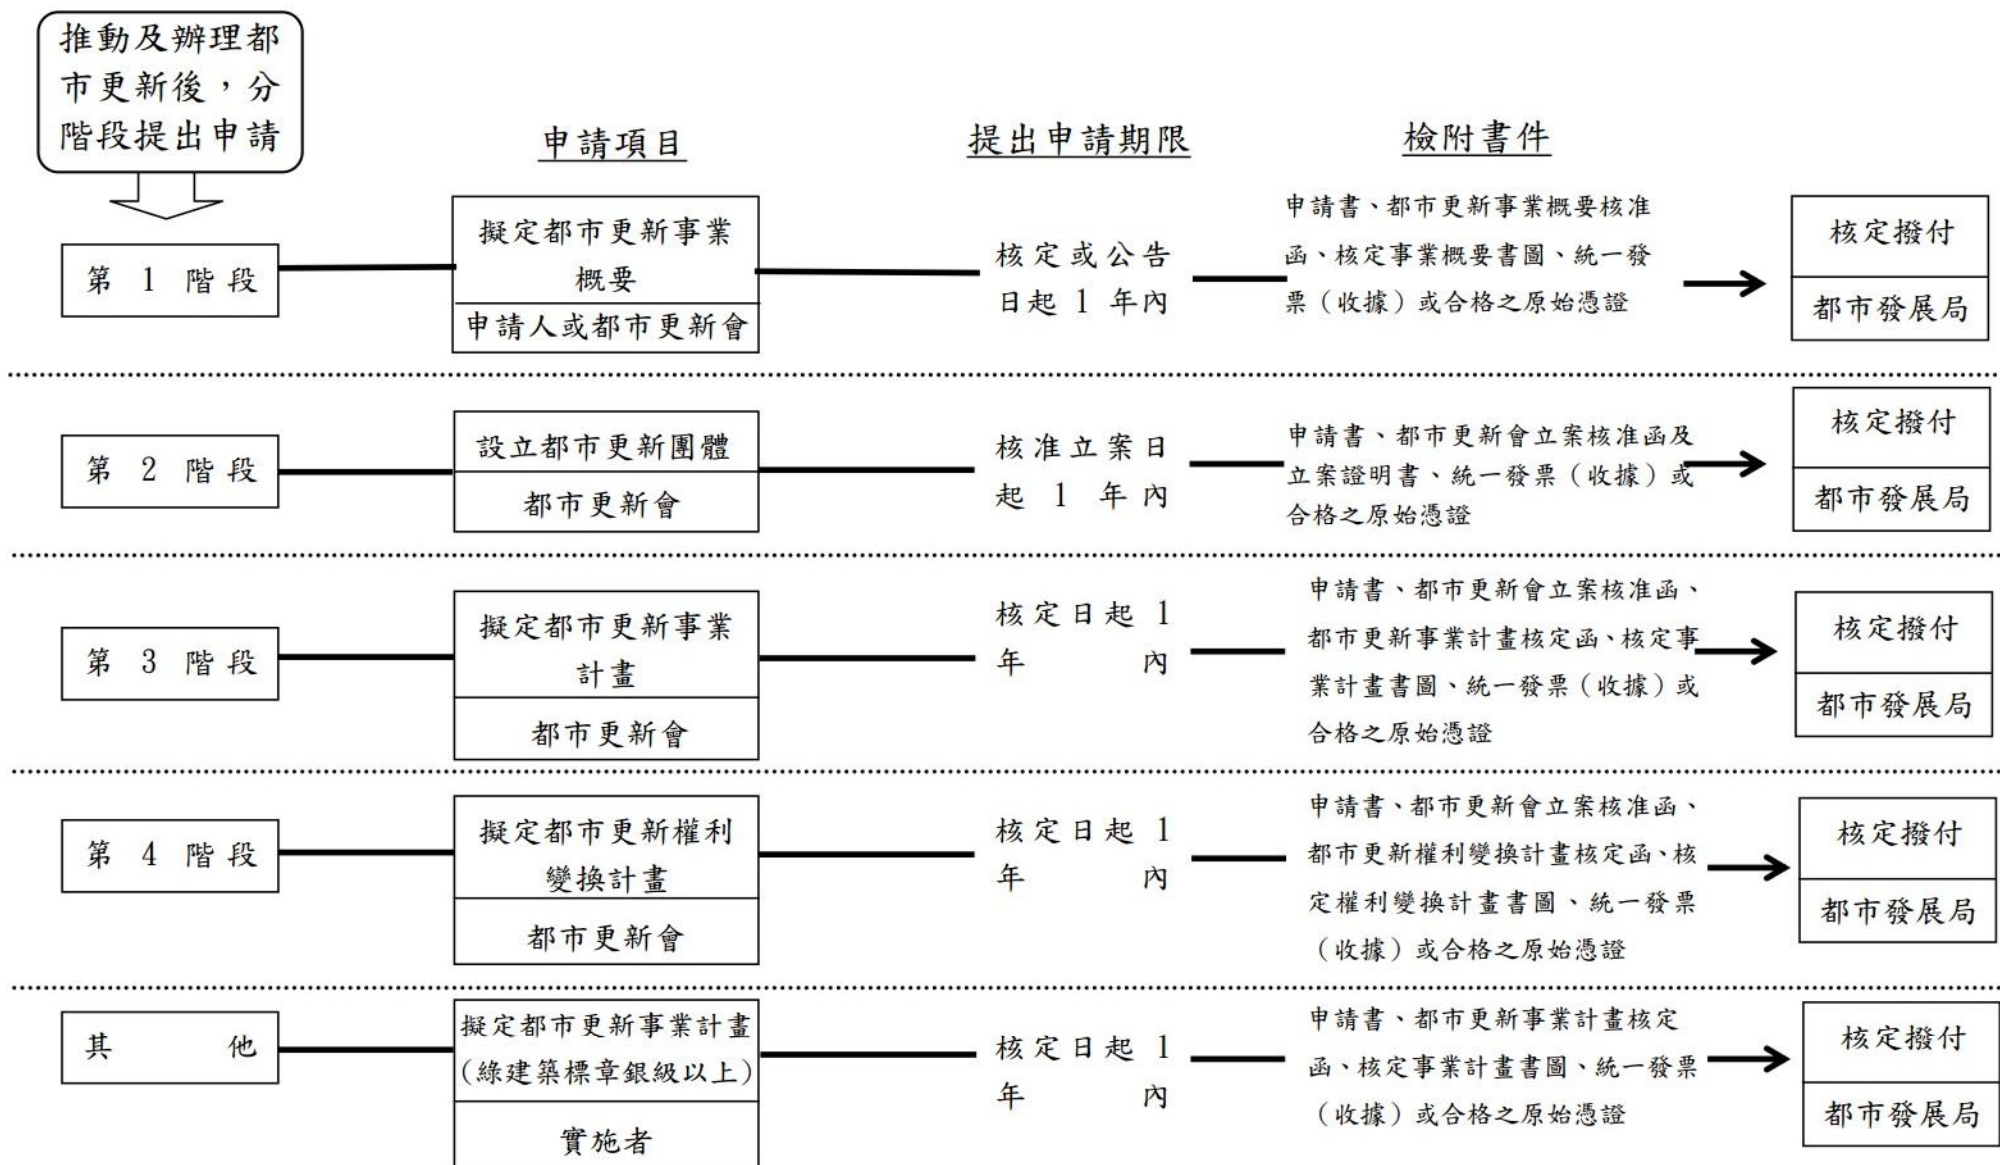 推動及辦理都
市更新後，分
階段提出申請
申請項目
提出申請期限
檢附書件
第 1 階段
擬定都市更新事業
概要
申請人或都市更新會
核定或公告
日起 1 年內
申請書、都市更新事業概要核准
函、核定事業概要書圖、統一發
票（收據）或合格之原始憑證
核定撥付
都市發展局
第 2 階段
設立都市更新團體
都市更新會
核准立案日
起 1 年內
申請書、都市更新會立案核准函及
立案證明書、統一發票（收據）或
合格之原始憑證
核定撥付
都市發展局
第 3 階段
擬定都市更新事業
計畫
都市更新會
核定日起 1
年內
申請書、都市更新會立案核准函、
都市更新事業計畫核定函、核定事
業計畫書圖、統一發票（收據）或
合格之原始憑證
核定撥付
都市發展局
第 4 階段
擬定都市更新權利
變換計畫
都市更新會
核定日起 1
年內
申請書、都市更新會立案核准函、
都市更新權利變換計畫核定函、核
定權利變換計畫書圖、統一發票
（收據）或合格之原始憑證
核定撥付
都市發展局
其他
擬定都市更新事業計畫
（綠建築標章銀級以上）
實施者
核定日起 1
年內
申請書、都市更新事業計畫核定
函、核定事業計畫書圖、統一發票
（收據）或合格之原始憑證
核定撥付
都市發展局